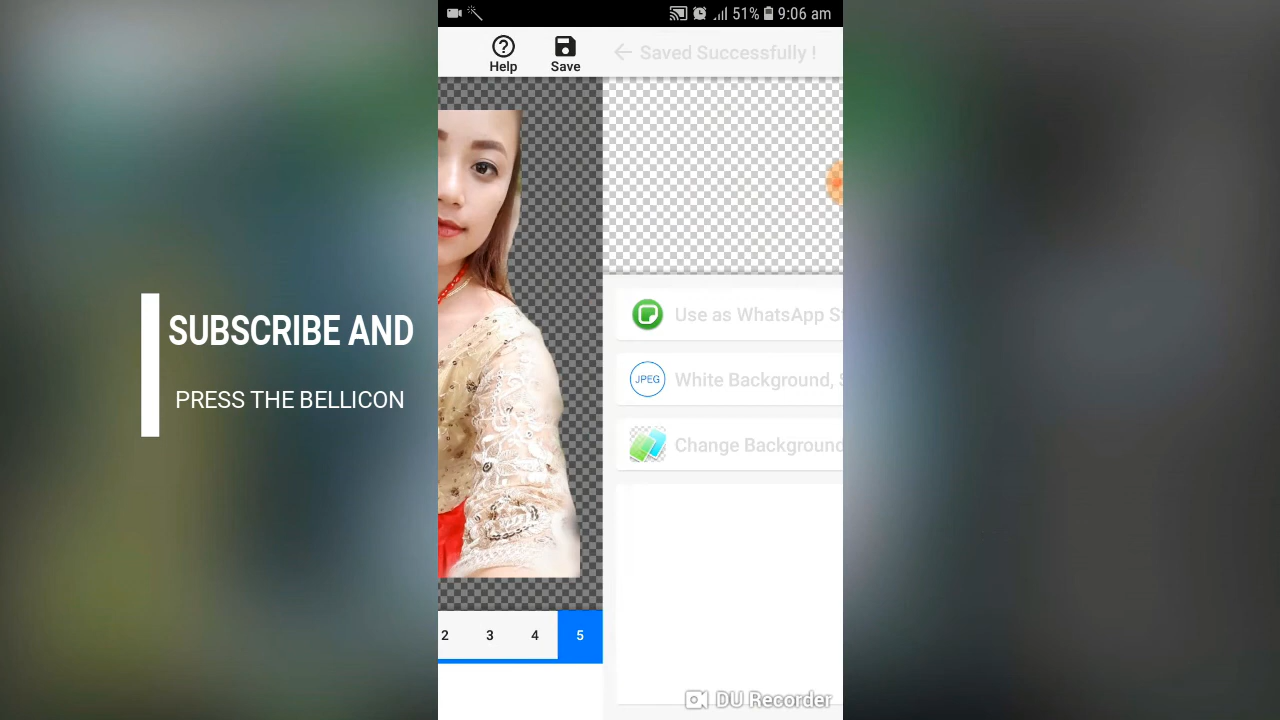 51% 9:06 am
Help
Save
Saved Successfully !
SUBSCRIBE AND
PRESS THE BELLICON
Use as WhatsApp
JPEG
White Background,
Change Background
2 3 4 5
DU Recorder